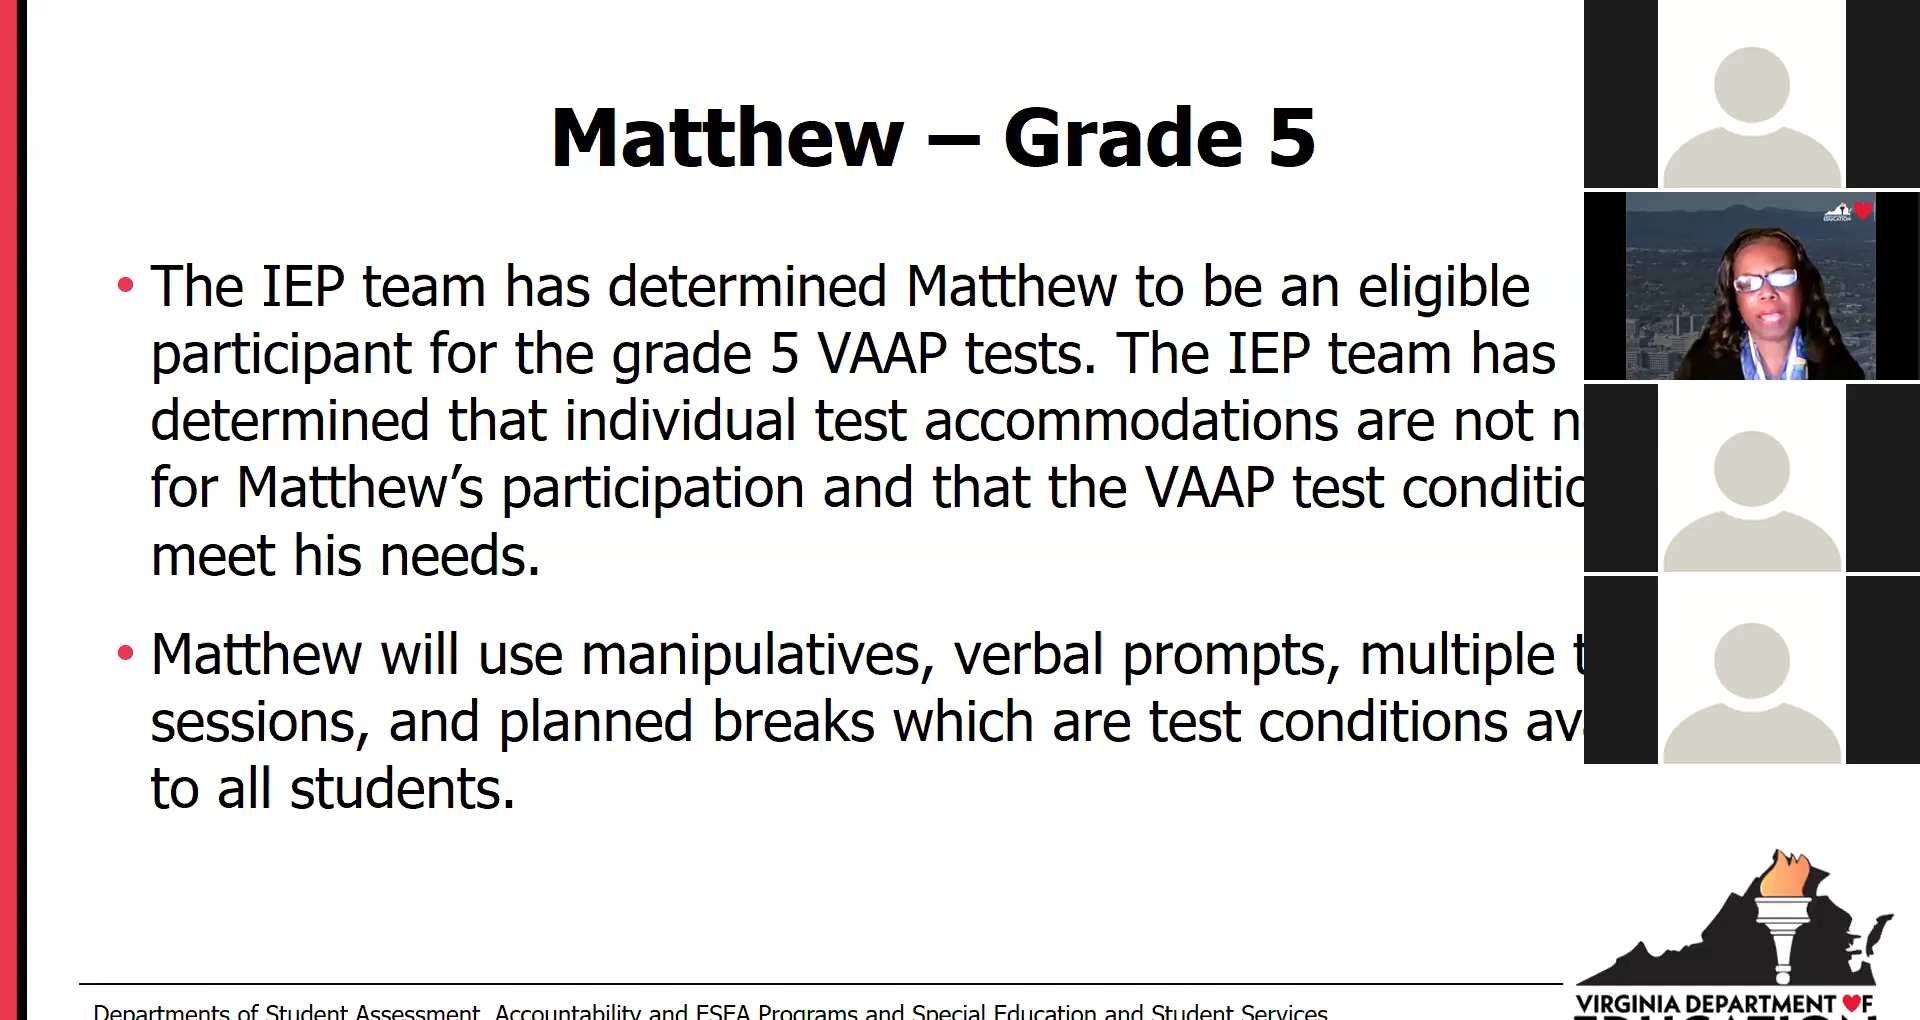 Matthew – Grade 5
• The IEP team has determined Matthew to be an eligible
participant for the grade 5 VAAP tests. The IEP team has
determined that individual test accommodations are not
for Matthew’s participation and that the VAAP test
meet his needs.
• Matthew will use manipulatives, verbal prompts, multiple
sessions, and planned breaks which are test conditions
to all students.
Departments of Student Assessment, Accountability and ESEA Programs and Special Education and Student Services
VIRGINIA DEPARTMENT OF
EDUCATION